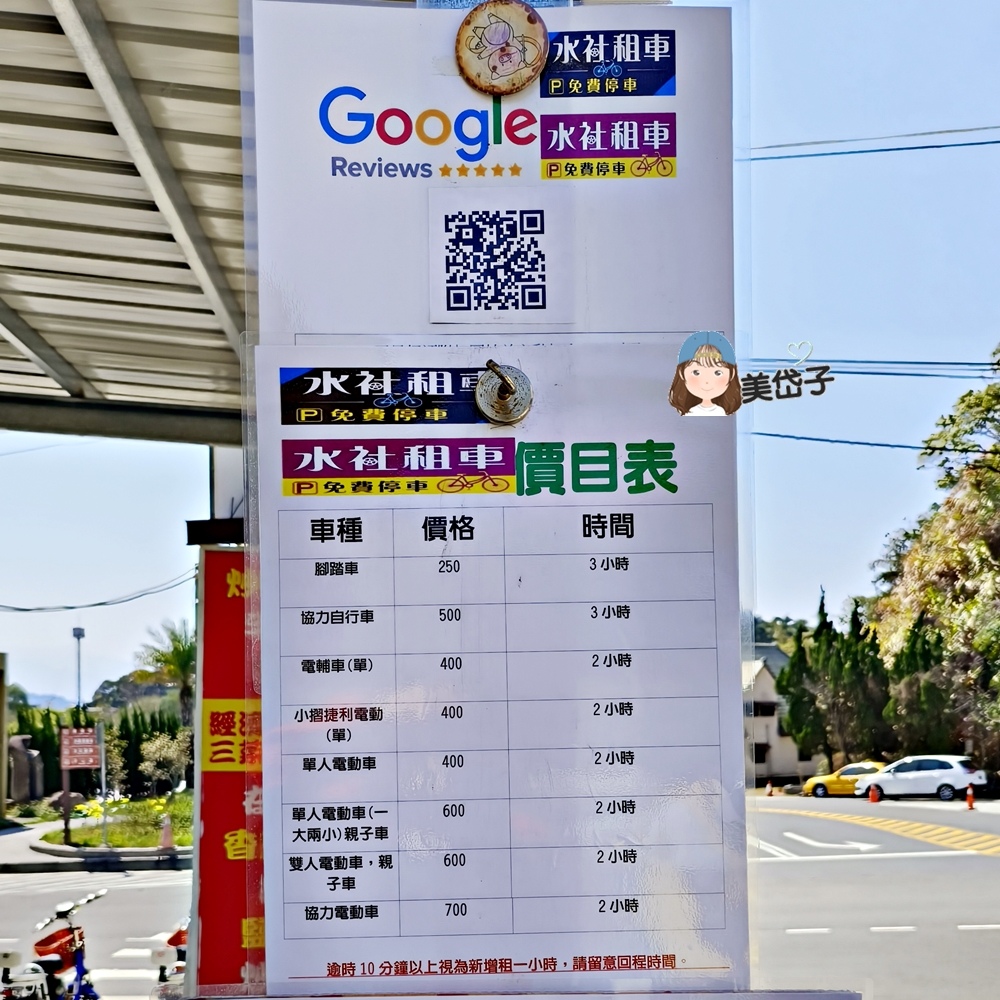 水社租車
P 免費停車
Google
Reviews
水社租車
P 免費停車
美岱子
水社租車
P 免費停車
水社租車
P 免費停車
價目表
車種 價格 時間
腳踏車 250 3 小時
協力自行車 500 3 小時
電輔車(單) 400 2 小時
小摺捷利電動
(單) 400 2 小時
單人電動車 400 2 小時
單人電動車(一
大兩小)親子車 600 2 小時
雙人電動車，親
子車 600 2 小時
協力電動車 700 2 小時
逾時 10 分鐘以上視為新增租一小時，請留意回程時間。